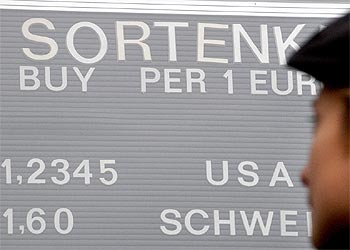 SORTENK
BUY PER 1 EUR
1,2345 USA
1,60 SCHWEI